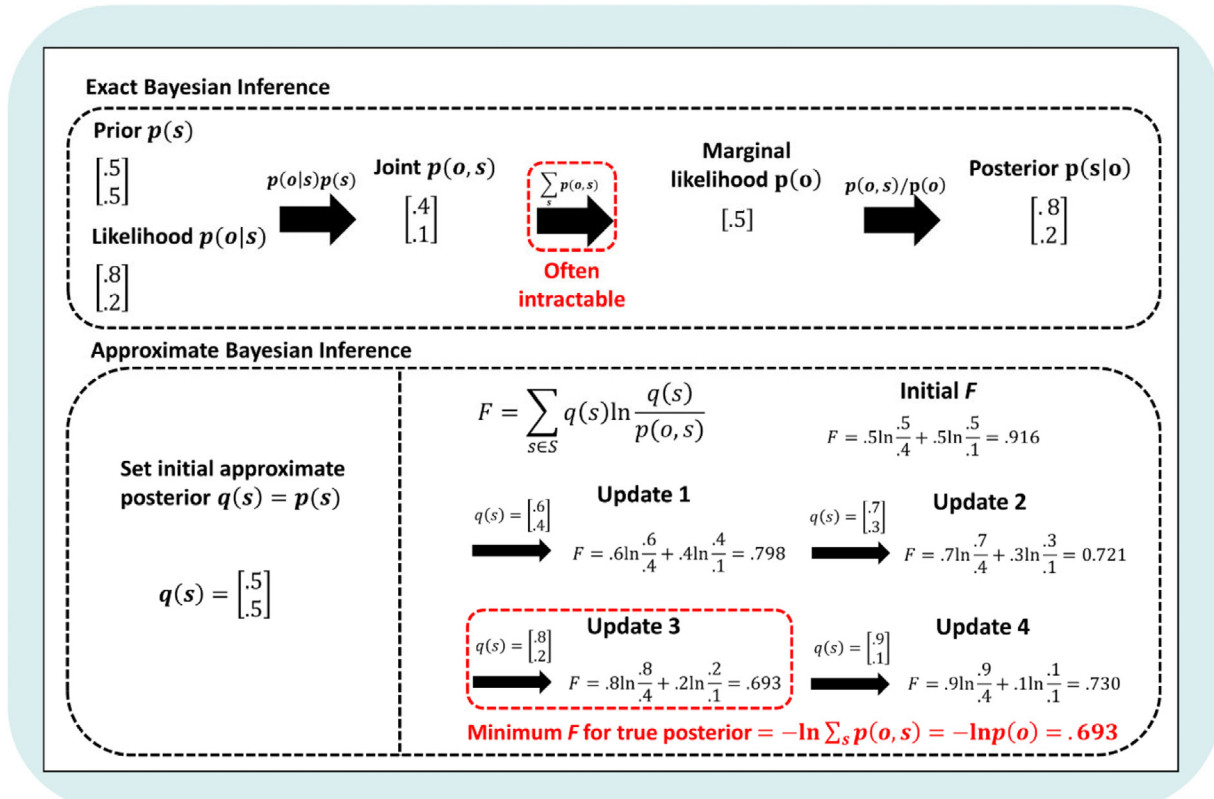 Exact Bayesian Inference
Prior p(s)
[.5
.5]
Likelihood p(o|s)
[.8
.2]
p(o|s)p(s)
Joint p(o, s)
[.4
.1]
∑ₛ p(o,s)
Often
intractable
Marginal
likelihood p(o)
[.5]
p(o, s)/p(o)
Posterior p(s|o)
[.8
.2]
Approximate Bayesian Inference
Set initial approximate
posterior q(s) = p(s)
q(s) = [.5
.5]
F = ∑_{s∈S} q(s)ln q(s)/p(o, s)
Initial F
F = .5ln .5/.4 + .5ln .5/.1 = .916
Update 1
q(s) = [.6
.4]
F = .6ln .6/.4 + .4ln .4/.1 = .798
Update 2
q(s) = [.7
.3]
F = .7ln .7/.4 + .3ln .3/.1 = 0.721
Update 3
q(s) = [.8
.2]
F = .8ln .8/.4 + .2ln .2/.1 = .693
Update 4
q(s) = [.9
.1]
F = .9ln .9/.4 + .1ln .1/.1 = .730
Minimum F for true posterior = −ln ∑ₛ p(o, s) = −lnp(o) = .693